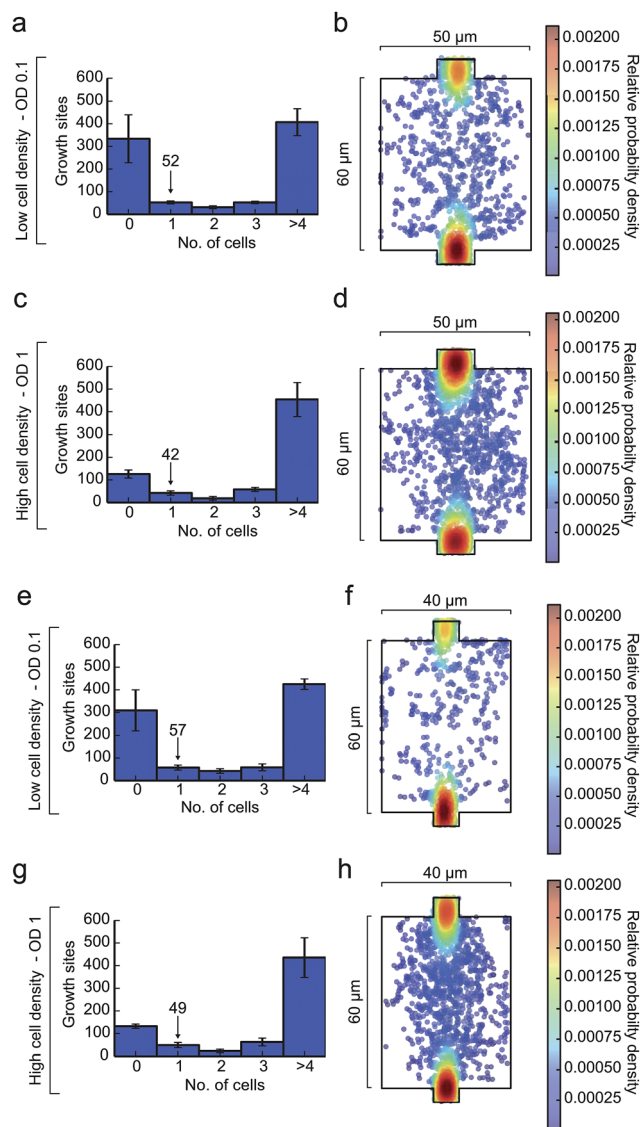 a
Low cell density - OD 0.1
Growth sites
600
500
400
300
200
100
0
52
0 1 2 3 >4
No. of cells
b
50 µm
60 µm
0.00200
0.00175
0.00150
0.00125
0.00100
0.00075
0.00050
0.00025
Relative probabilty density
c
High cell density - OD 1
Growth sites
600
500
400
300
200
100
0
42
0 1 2 3 >4
No. of cells
d
50 µm
60 µm
0.00200
0.00175
0.00150
0.00125
0.00100
0.00075
0.00050
0.00025
Relative probabilty density
e
Low cell density - OD 0.1
Growth sites
600
500
400
300
200
100
0
57
0 1 2 3 >4
No. of cells
f
40 µm
60 µm
0.00200
0.00175
0.00150
0.00125
0.00100
0.00075
0.00050
0.00025
Relative probabilty density
g
High cell density - OD 1
Growth sites
600
500
400
300
200
100
0
49
0 1 2 3 >4
No. of cells
h
40 µm
60 µm
0.00200
0.00175
0.00150
0.00125
0.00100
0.00075
0.00050
0.00025
Relative probabilty density